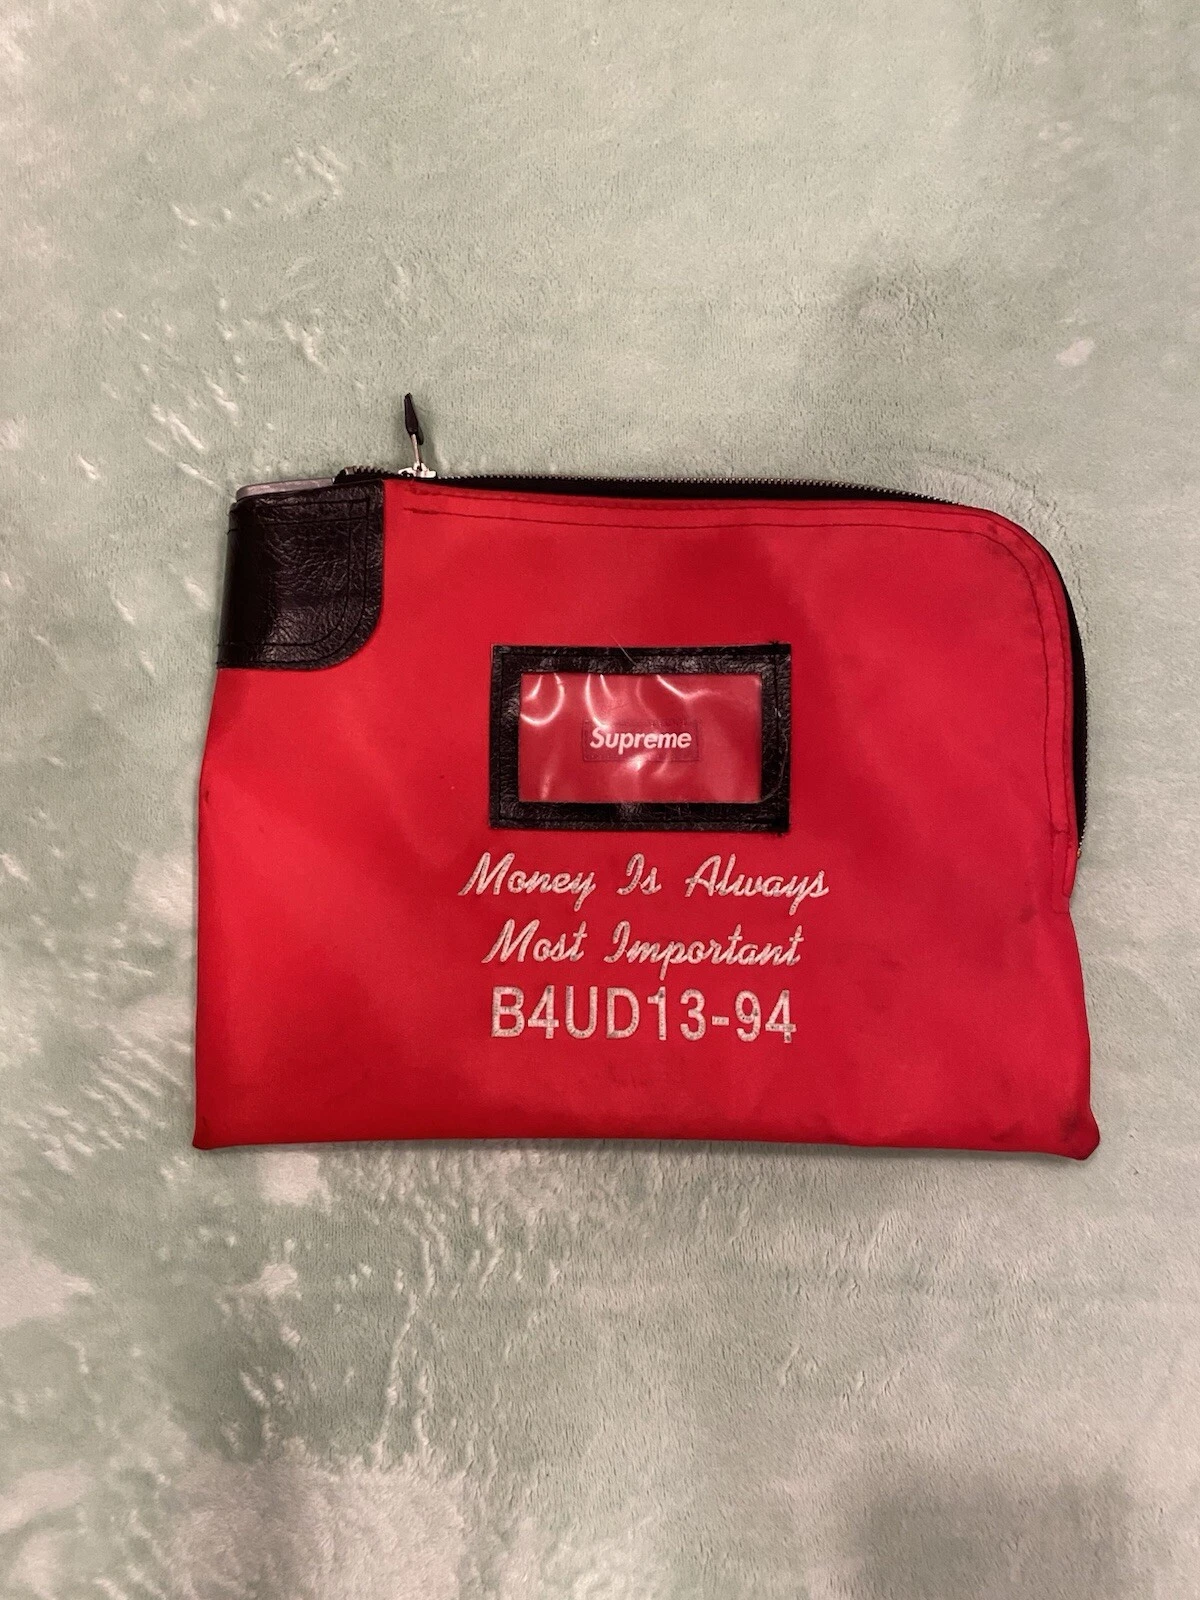 Supreme
Money Is Always
Most Important
B4UD13-94